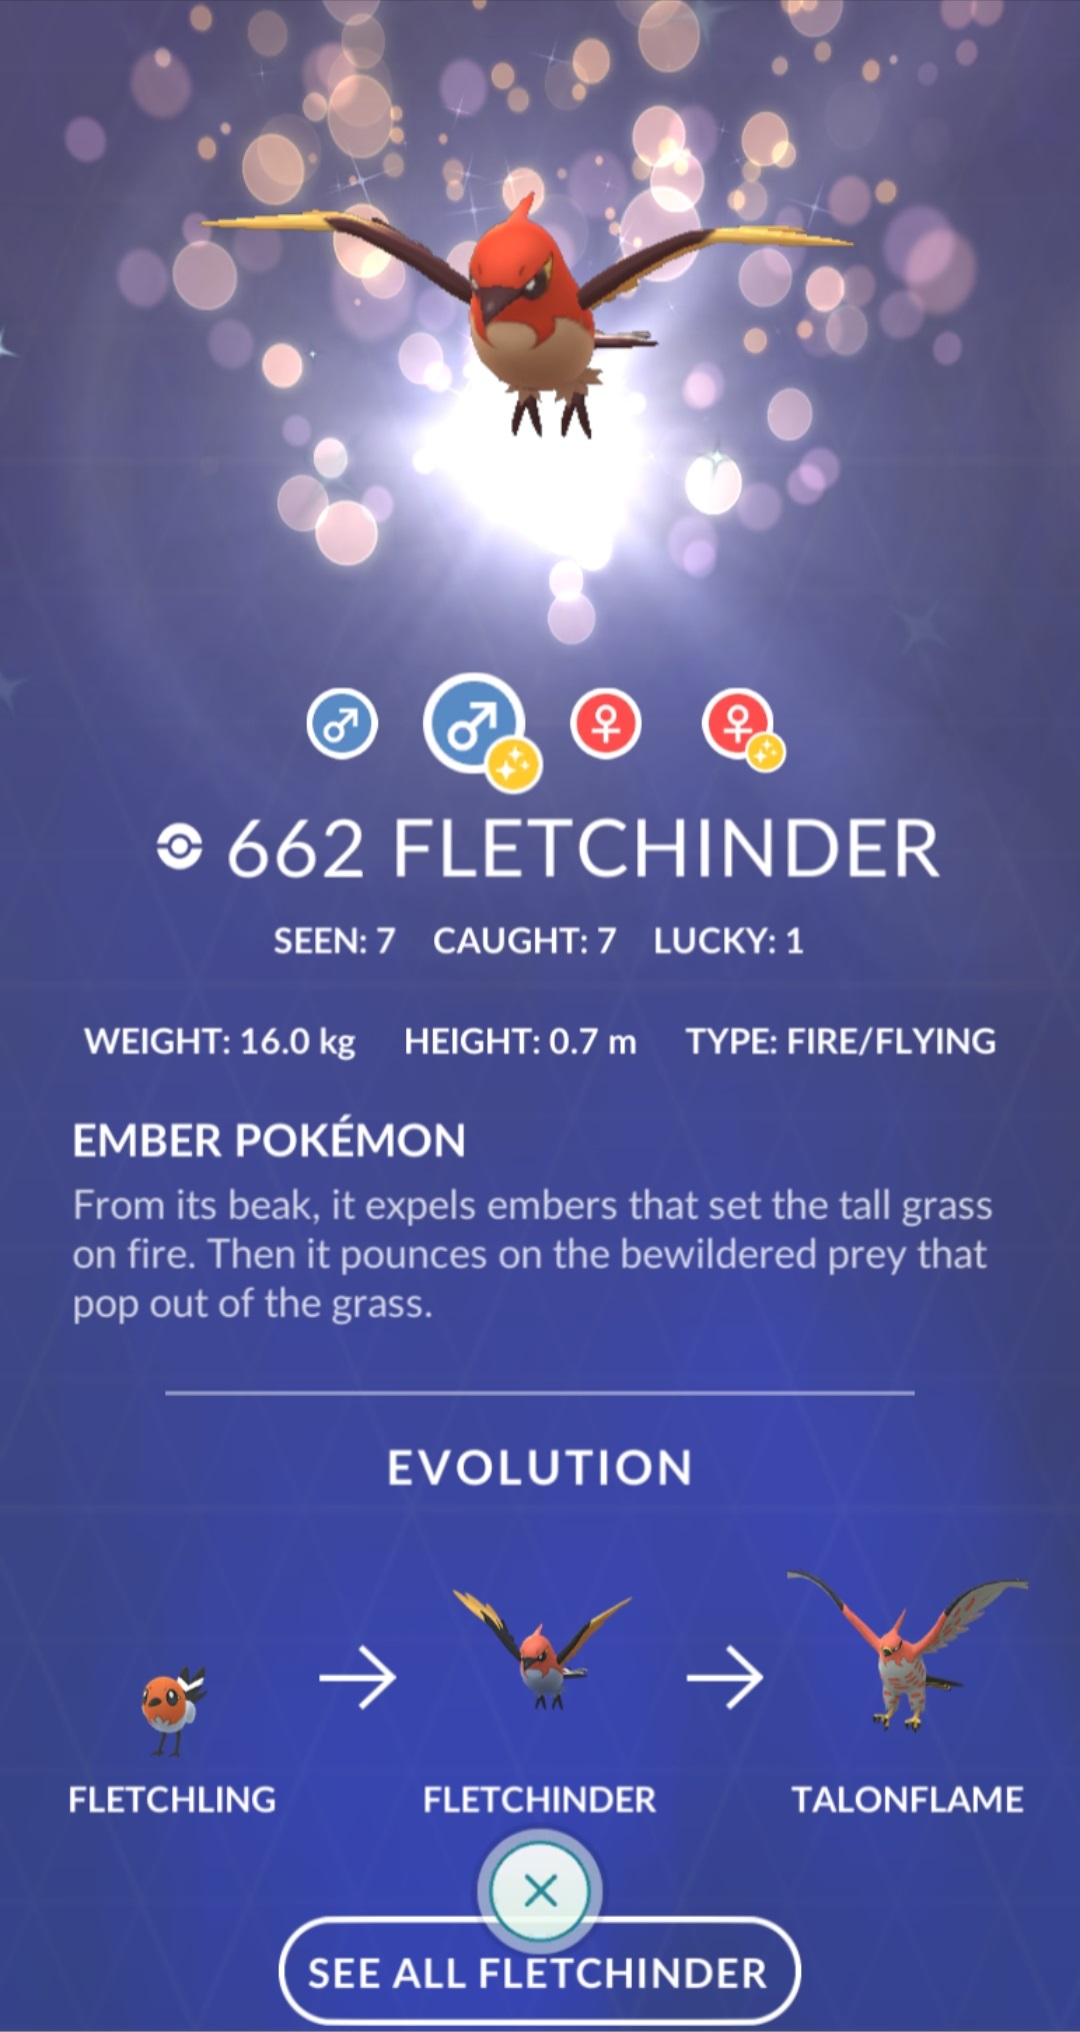 662 FLETCHINDER
SEEN: 7 CAUGHT: 7 LUCKY: 1
WEIGHT: 16.0 kg HEIGHT: 0.7 m TYPE: FIRE/FLYING
EMBER POKÉMON
From its beak, it expels embers that set the tall grass
on fire. Then it pounces on the bewildered prey that
pop out of the grass.
EVOLUTION
FLETCHLING FLETCHINDER TALONFLAME
SEE ALL FLETCHINDER